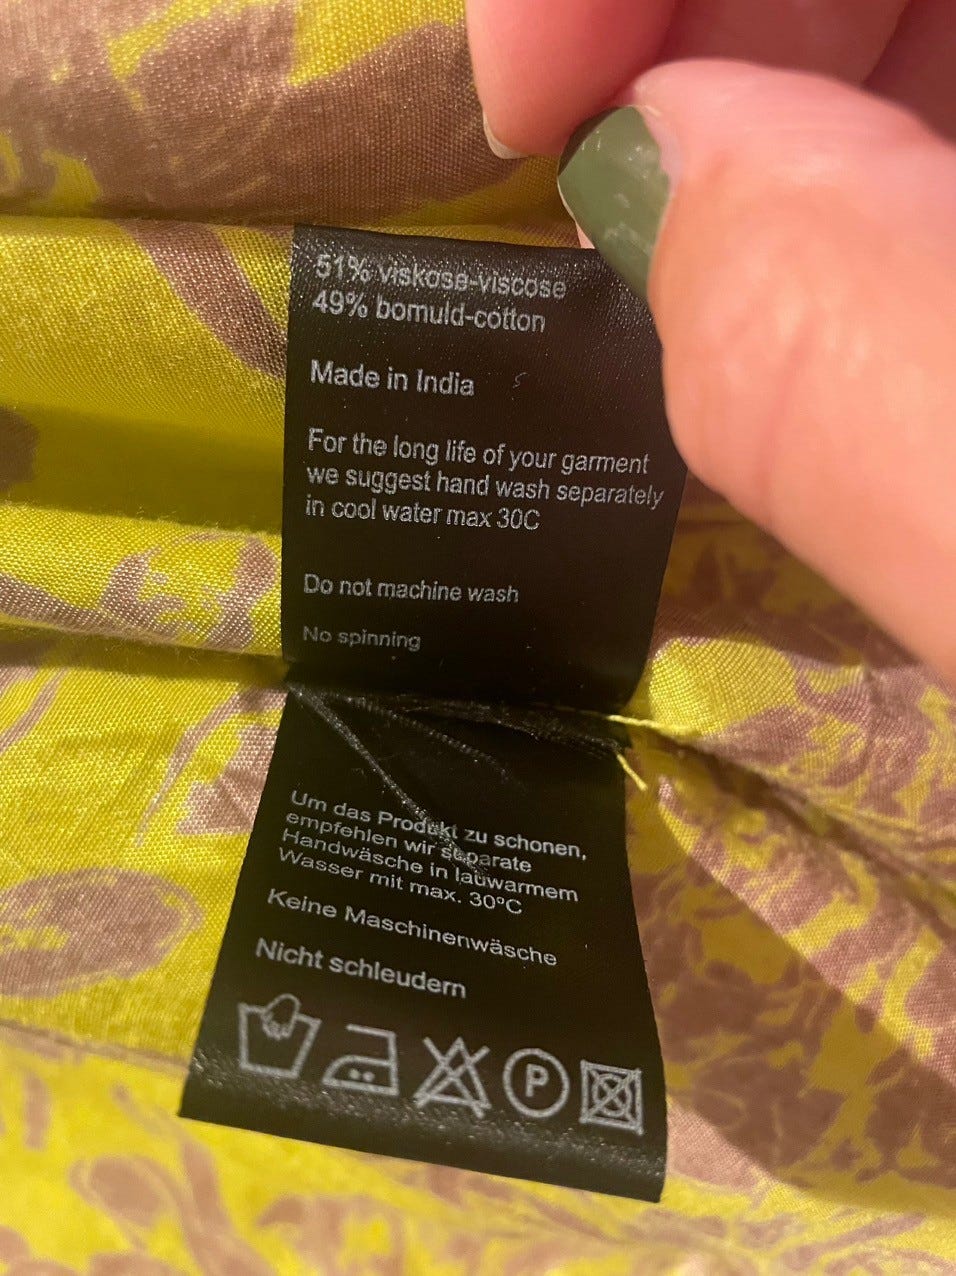 51% viskose-viscose
49% bomuld-cotton
Made in India
For the long life of your garment
we suggest hand wash separately
in cool water max 30C
Do not machine wash
No spinning
Um das Produkt zu schonen,
empfehlen wir separate
Handwäsche in lauwarmem
Wasser mit max. 30°C
Keine Maschinenwäsche
Nicht schleudern
P